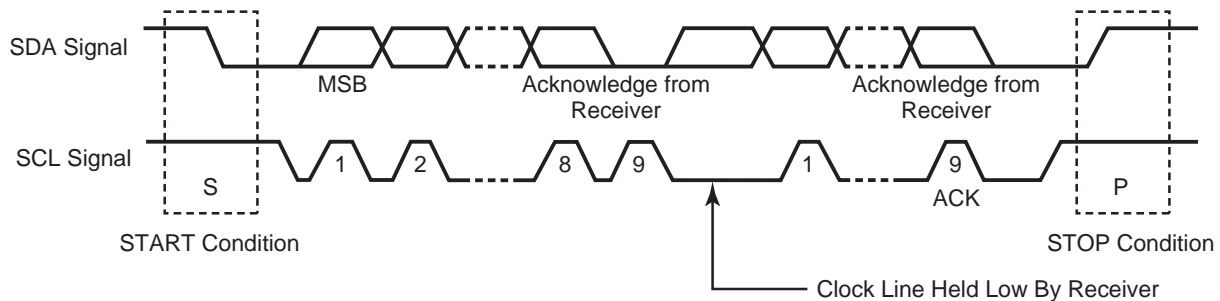 SDA Signal
MSB
Acknowledge from
Receiver
Acknowledge from
Receiver
SCL Signal
1
2
8
9
1
9
S
ACK
P
START Condition
STOP Condition
Clock Line Held Low By Receiver